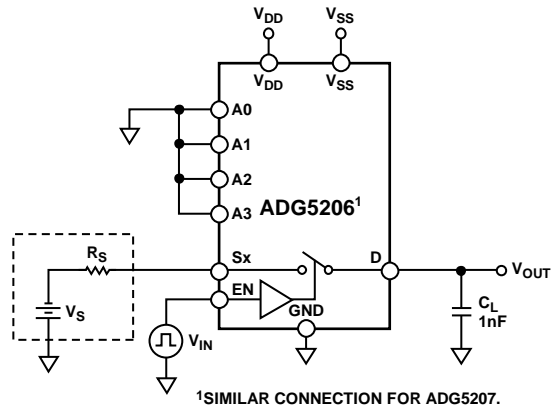 VDD VSS
VDD VSS
A0
A1
A2
A3
ADG5206¹
RS
Sx
D
VOUT
VS
EN
GND
CL
1nF
VIN
¹SIMILAR CONNECTION FOR ADG5207.